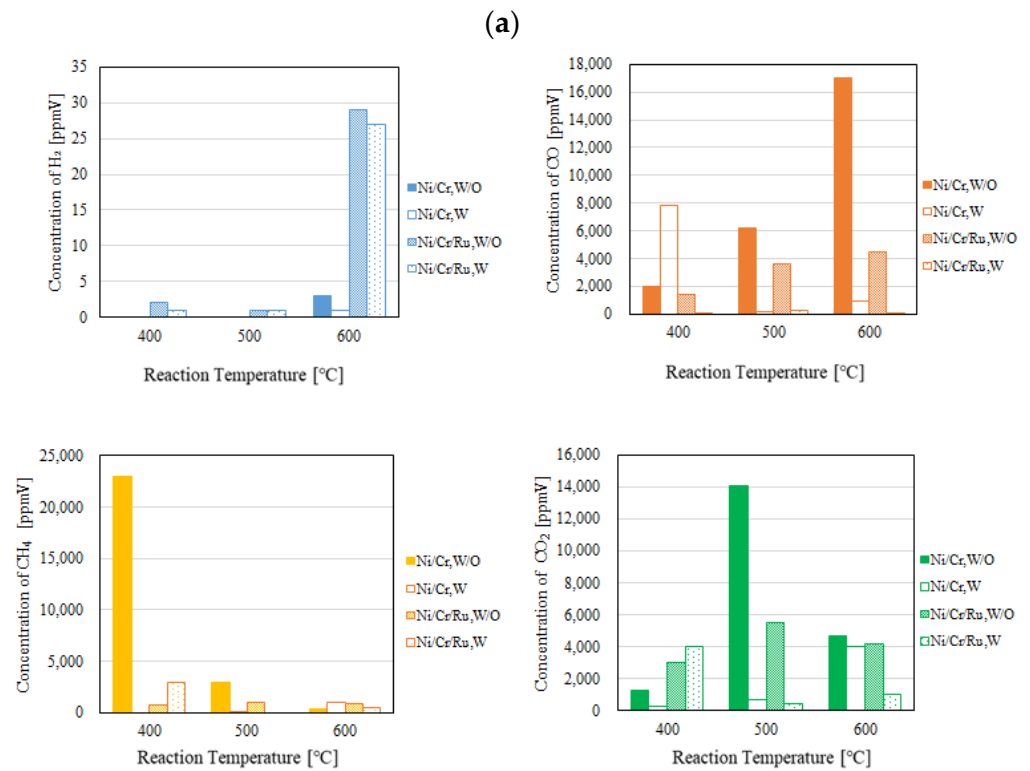 (a)
35
30
25
20
15
10
5
0
Concentration of H₂ [ppmV]
400 500 600
Reaction Temperature [℃]
Ni/Cr,W/O
Ni/Cr,W
Ni/Cr/Ru,W/O
Ni/Cr/Ru,W
18,000
16,000
14,000
12,000
10,000
8,000
6,000
4,000
2,000
0
Concentration of CO [ppmV]
400 500 600
Reaction Temperature [℃]
Ni/Cr,W/O
Ni/Cr,W
Ni/Cr/Ru,W/O
Ni/Cr/Ru,W
25,000
20,000
15,000
10,000
5,000
0
Concentration of CH₄ [ppmV]
400 500 600
Reaction Temperature [℃]
Ni/Cr,W/O
Ni/Cr,W
Ni/Cr/Ru,W/O
Ni/Cr/Ru,W
16,000
14,000
12,000
10,000
8,000
6,000
4,000
2,000
0
Concentration of CO₂ [ppmV]
400 500 600
Reaction Temperature [℃]
Ni/Cr,W/O
Ni/Cr,W
Ni/Cr/Ru,W/O
Ni/Cr/Ru,W